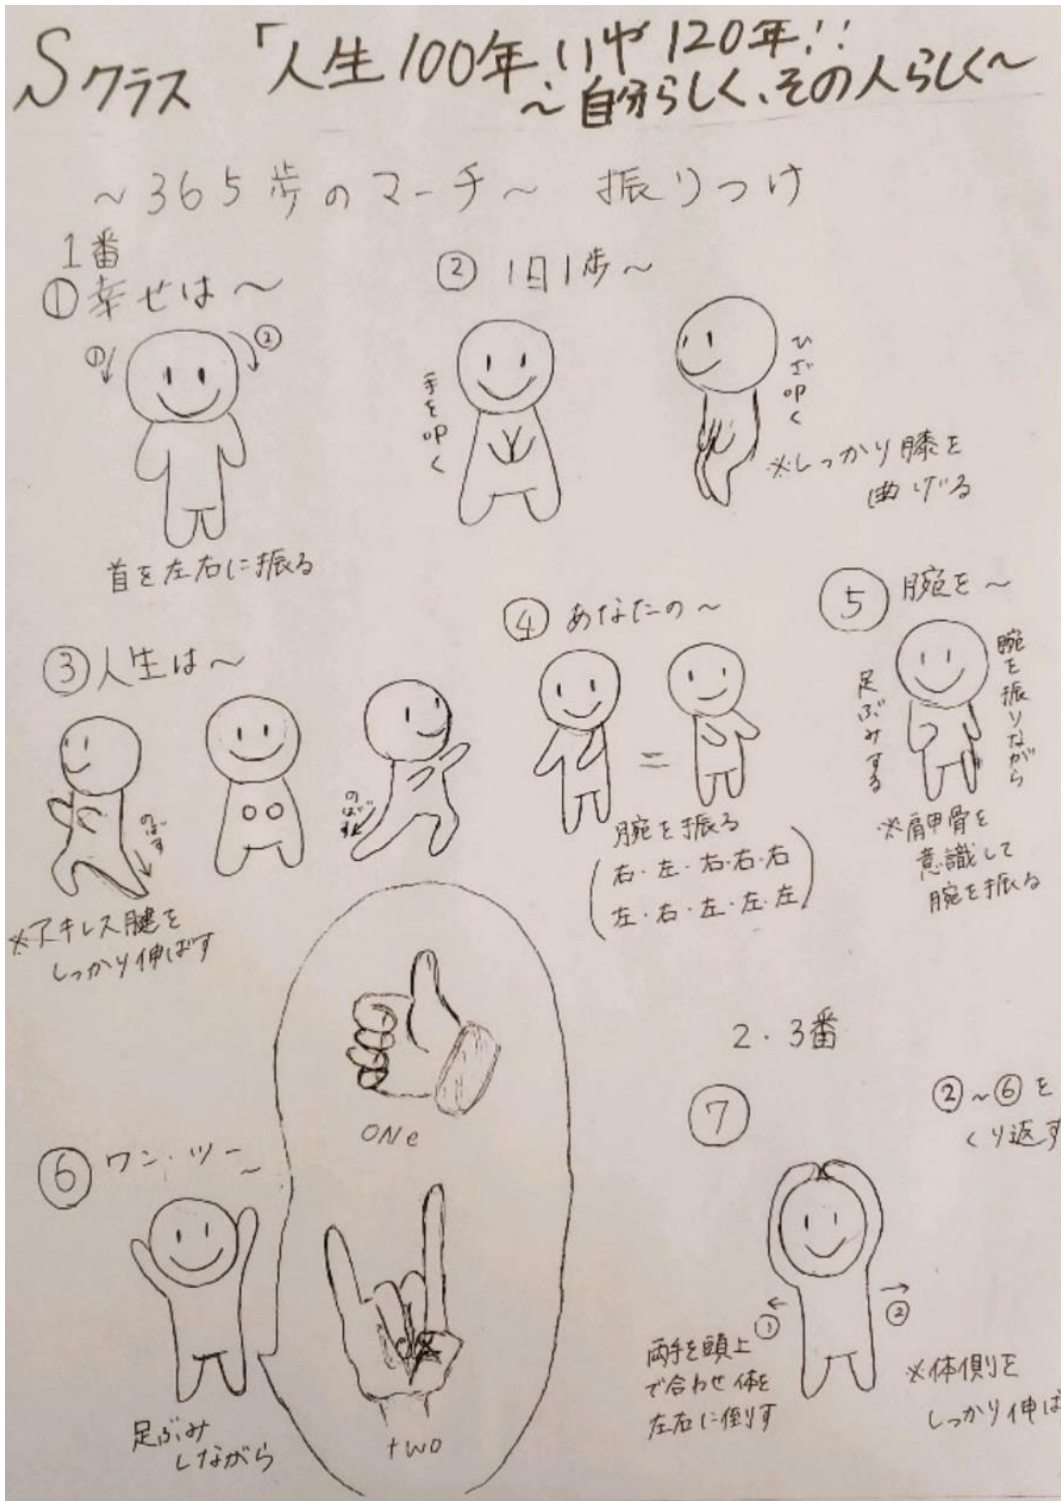 Sクラス 「人生100年、いや120年!!
～自分らしく、その人らしく～
～365歩のマーチ～ 振りつけ
1番
①幸せは～
①
②
首を左右に振る
② 1日1歩～
手を叩く
ひざ叩く
※しっかり膝を
曲げる
③人生は～
のばす
のばす
※アキレス腱を
しっかり伸ばす
④ あなたの～
=
腕を振る
(右・左・右・右・右
左・右・左・左・左)
⑤ 腕を～
足ぶみする
腕を振りながら
※肩甲骨を
意識して
腕を振る
⑥ ワン・ツー～
足ぶみ
しながら
ONe
two
2・3番
⑦
②～⑥を
くり返す
①
②
両手を頭上
で合わせ体を
左右に倒す
※体側を
しっかり伸ば